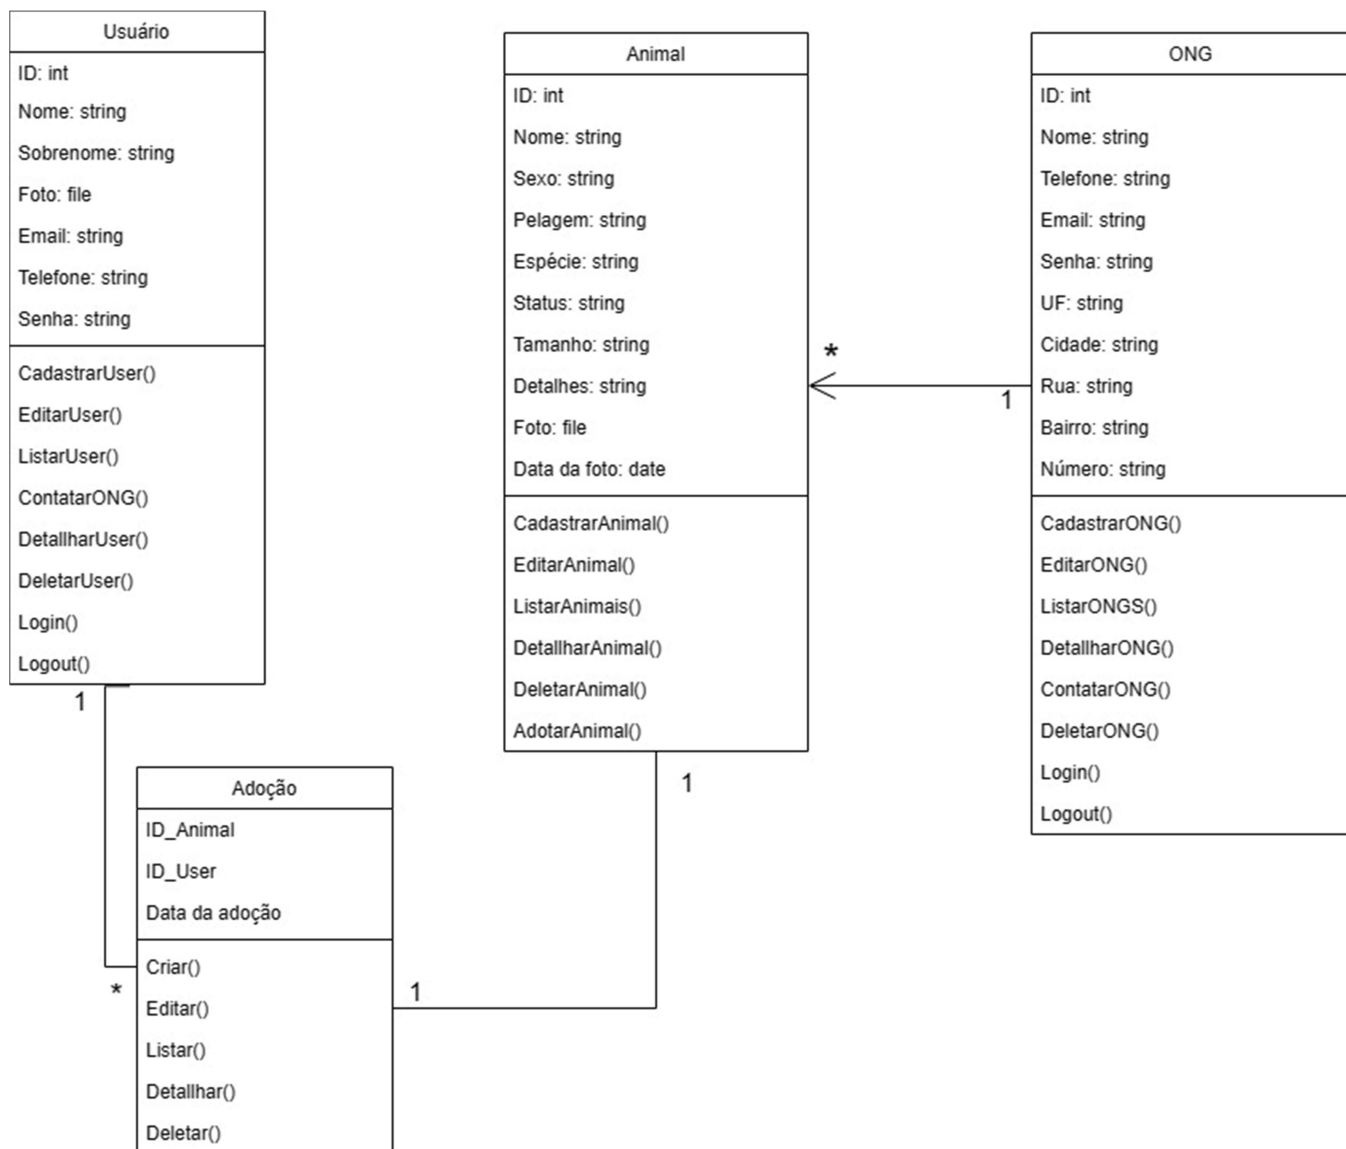 Usuário
ID: int
Nome: string
Sobrenome: string
Foto: file
Email: string
Telefone: string
Senha: string
CadastrarUser()
EditarUser()
ListarUser()
ContatarONG()
DetallharUser()
DeletarUser()
Login()
Logout()
1
*
Adoção
ID_Animal
ID_User
Data da adoção
Criar()
Editar()
Listar()
Detallhar()
Deletar()
1
1
Animal
ID: int
Nome: string
Sexo: string
Pelagem: string
Espécie: string
Status: string
Tamanho: string
Detalhes: string
Foto: file
Data da foto: date
CadastrarAnimal()
EditarAnimal()
ListarAnimais()
DetallharAnimal()
DeletarAnimal()
AdotarAnimal()
*
1
ONG
ID: int
Nome: string
Telefone: string
Email: string
Senha: string
UF: string
Cidade: string
Rua: string
Bairro: string
Número: string
CadastrarONG()
EditarONG()
ListarONGS()
DetallharONG()
ContatarONG()
DeletarONG()
Login()
Logout()